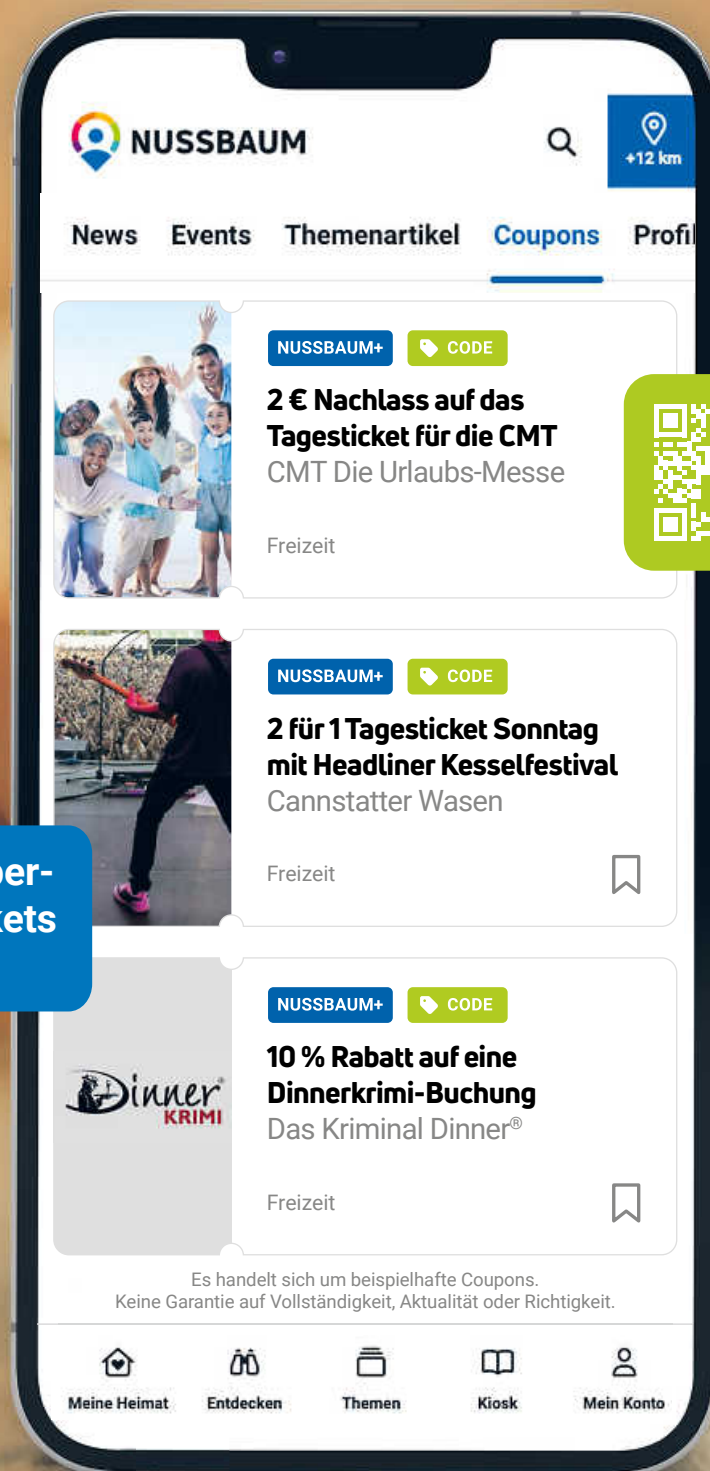 NUSSBAUM
+12 km
News Events Themenartikel Coupons Profil
NUSSBAUM+ CODE
2 € Nachlass auf das
Tagesticket für die CMT
CMT Die Urlaubs-Messe
Freizeit
NUSSBAUM+ CODE
2 für 1 Tagesticket Sonntag
mit Headliner Kesselfestival
Cannstatter Wasen
Freizeit
NUSSBAUM+ CODE
Dinner
KRIMI
10 % Rabatt auf eine
Dinnerkrimi-Buchung
Das Kriminal Dinner®
Freizeit
Es handelt sich um beispielhafte Coupons.
Keine Garantie auf Vollständigkeit, Aktualität oder Richtigkeit.
Meine Heimat Entdecken Themen Kiosk Mein Konto